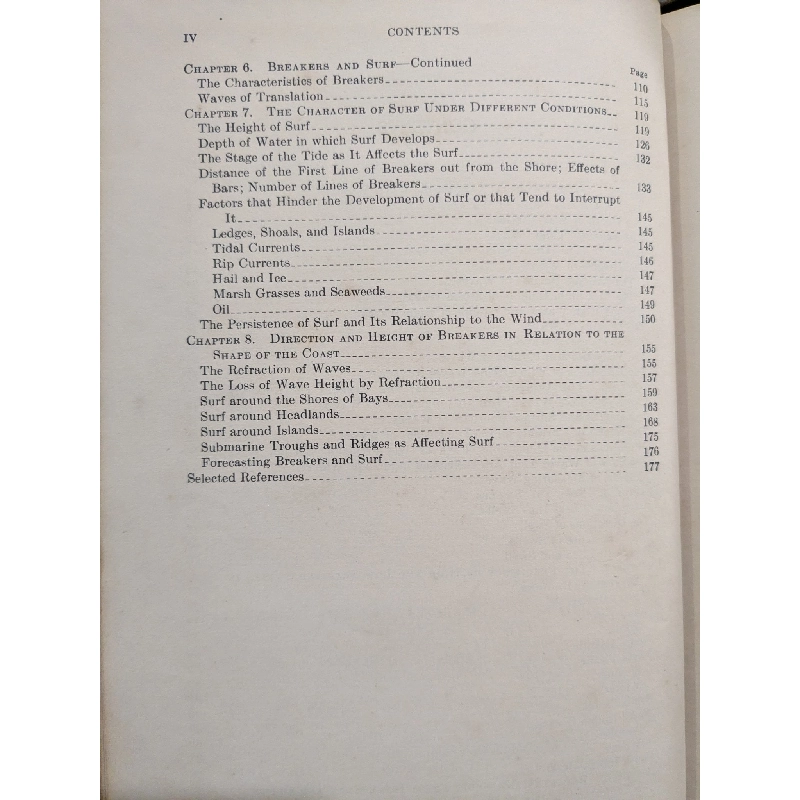 IV CONTENTS
CHAPTER 6. BREAKERS AND SURF—Continued Page
The Characteristics of Breakers 110
Waves of Translation 115
CHAPTER 7. THE CHARACTER OF SURF UNDER DIFFERENT CONDITIONS 119
The Height of Surf 119
Depth of Water in which Surf Develops 126
The Stage of the Tide as It Affects the Surf 132
Distance of the First Line of Breakers out from the Shore; Effects of
Bars; Number of Lines of Breakers 133
Factors that Hinder the Development of Surf or that Tend to Interrupt
It 145
Ledges, Shoals, and Islands 145
Tidal Currents 145
Rip Currents 146
Hail and Ice 147
Marsh Grasses and Seaweeds 147
Oil 149
The Persistence of Surf and Its Relationship to the Wind 150
CHAPTER 8. DIRECTION AND HEIGHT OF BREAKERS IN RELATION TO THE
SHAPE OF THE COAST 155
The Refraction of Waves 155
The Loss of Wave Height by Refraction 157
Surf around the Shores of Bays 159
Surf around Headlands 163
Surf around Islands 168
Submarine Troughs and Ridges as Affecting Surf 175
Forecasting Breakers and Surf 176
Selected References 177